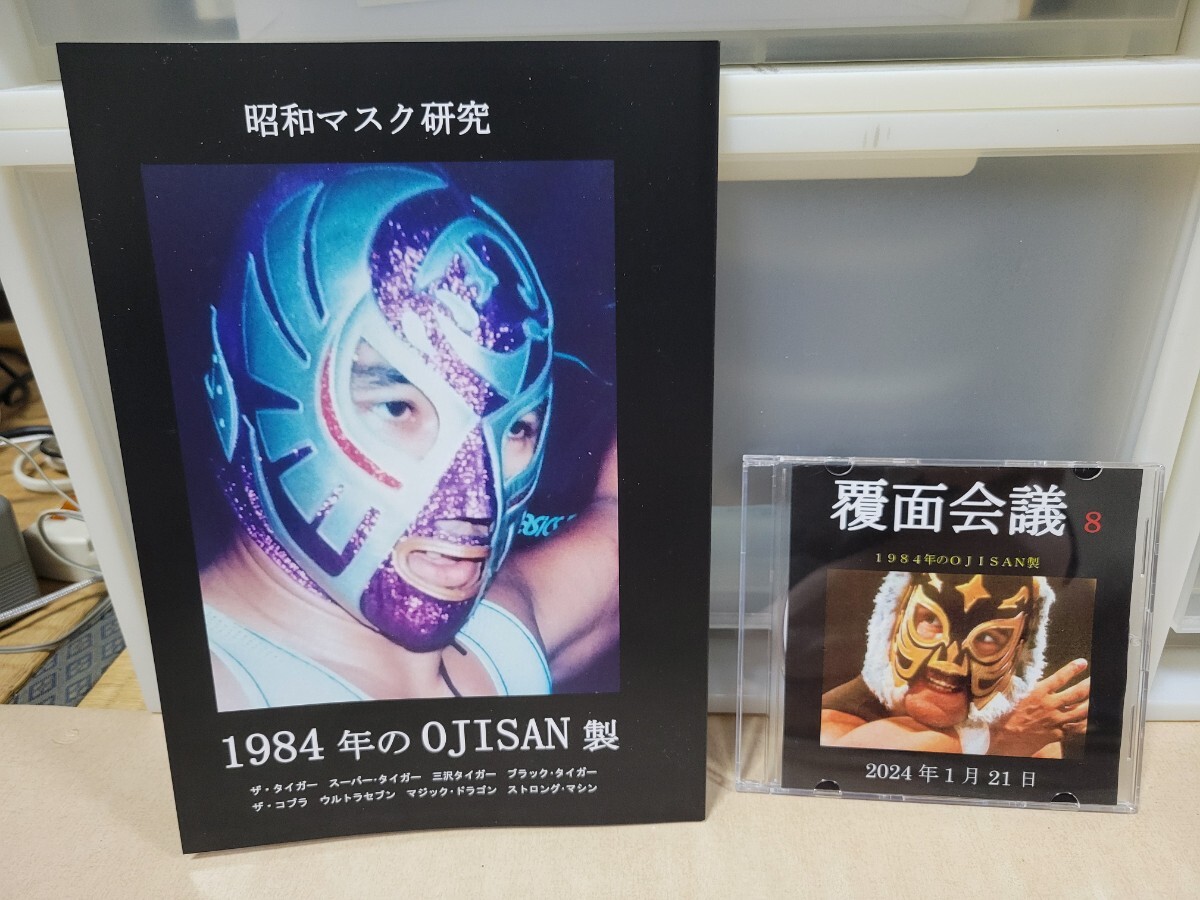 昭和マスク研究
1984年のOJISAN製
ザ・タイガー スーパー・タイガー 三沢タイガー ブラック・タイガー
ザ・コブラ ウルトラセブン マジック・ドラゴン ストロング・マシン
覆面会議 8
1984年のOJISAN製
2024年1月21日